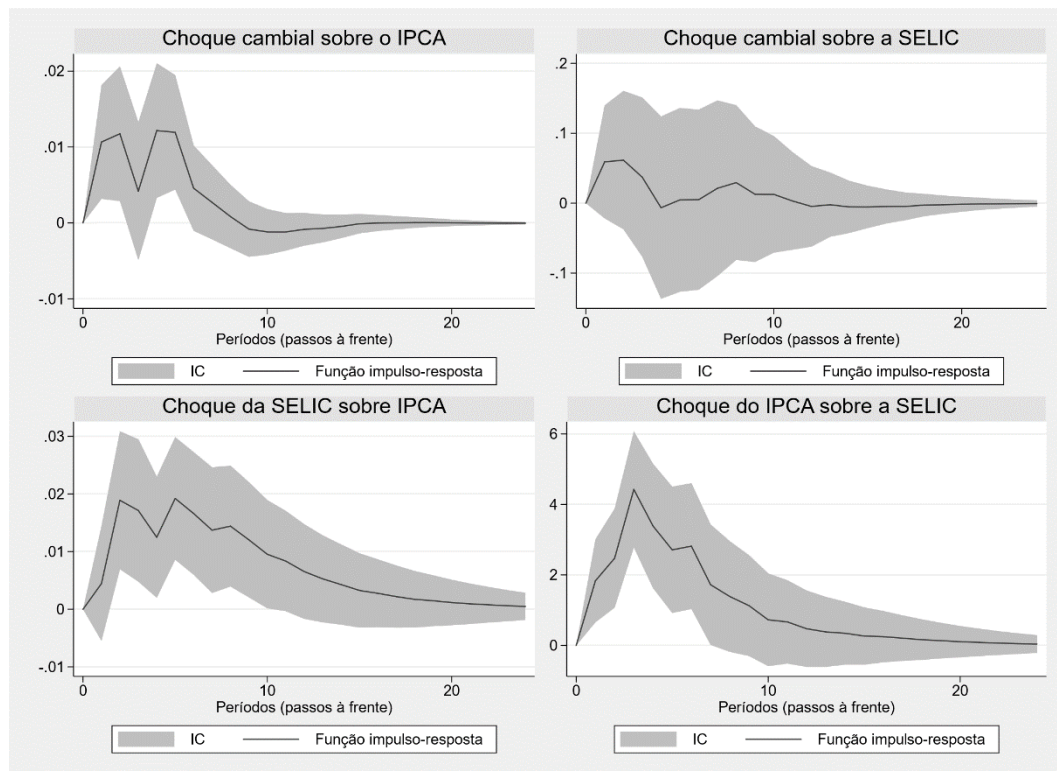 Choque cambial sobre o IPCA
.02
.01
0
-.01
0 10 20
Períodos (passos à frente)
IC Função impulso-resposta
Choque cambial sobre a SELIC
.2
.1
0
-.1
0 10 20
Períodos (passos à frente)
IC Função impulso-resposta
Choque da SELIC sobre IPCA
.03
.02
.01
0
-.01
0 10 20
Períodos (passos à frente)
IC Função impulso-resposta
Choque do IPCA sobre a SELIC
6
4
2
0
0 10 20
Períodos (passos à frente)
IC Função impulso-resposta